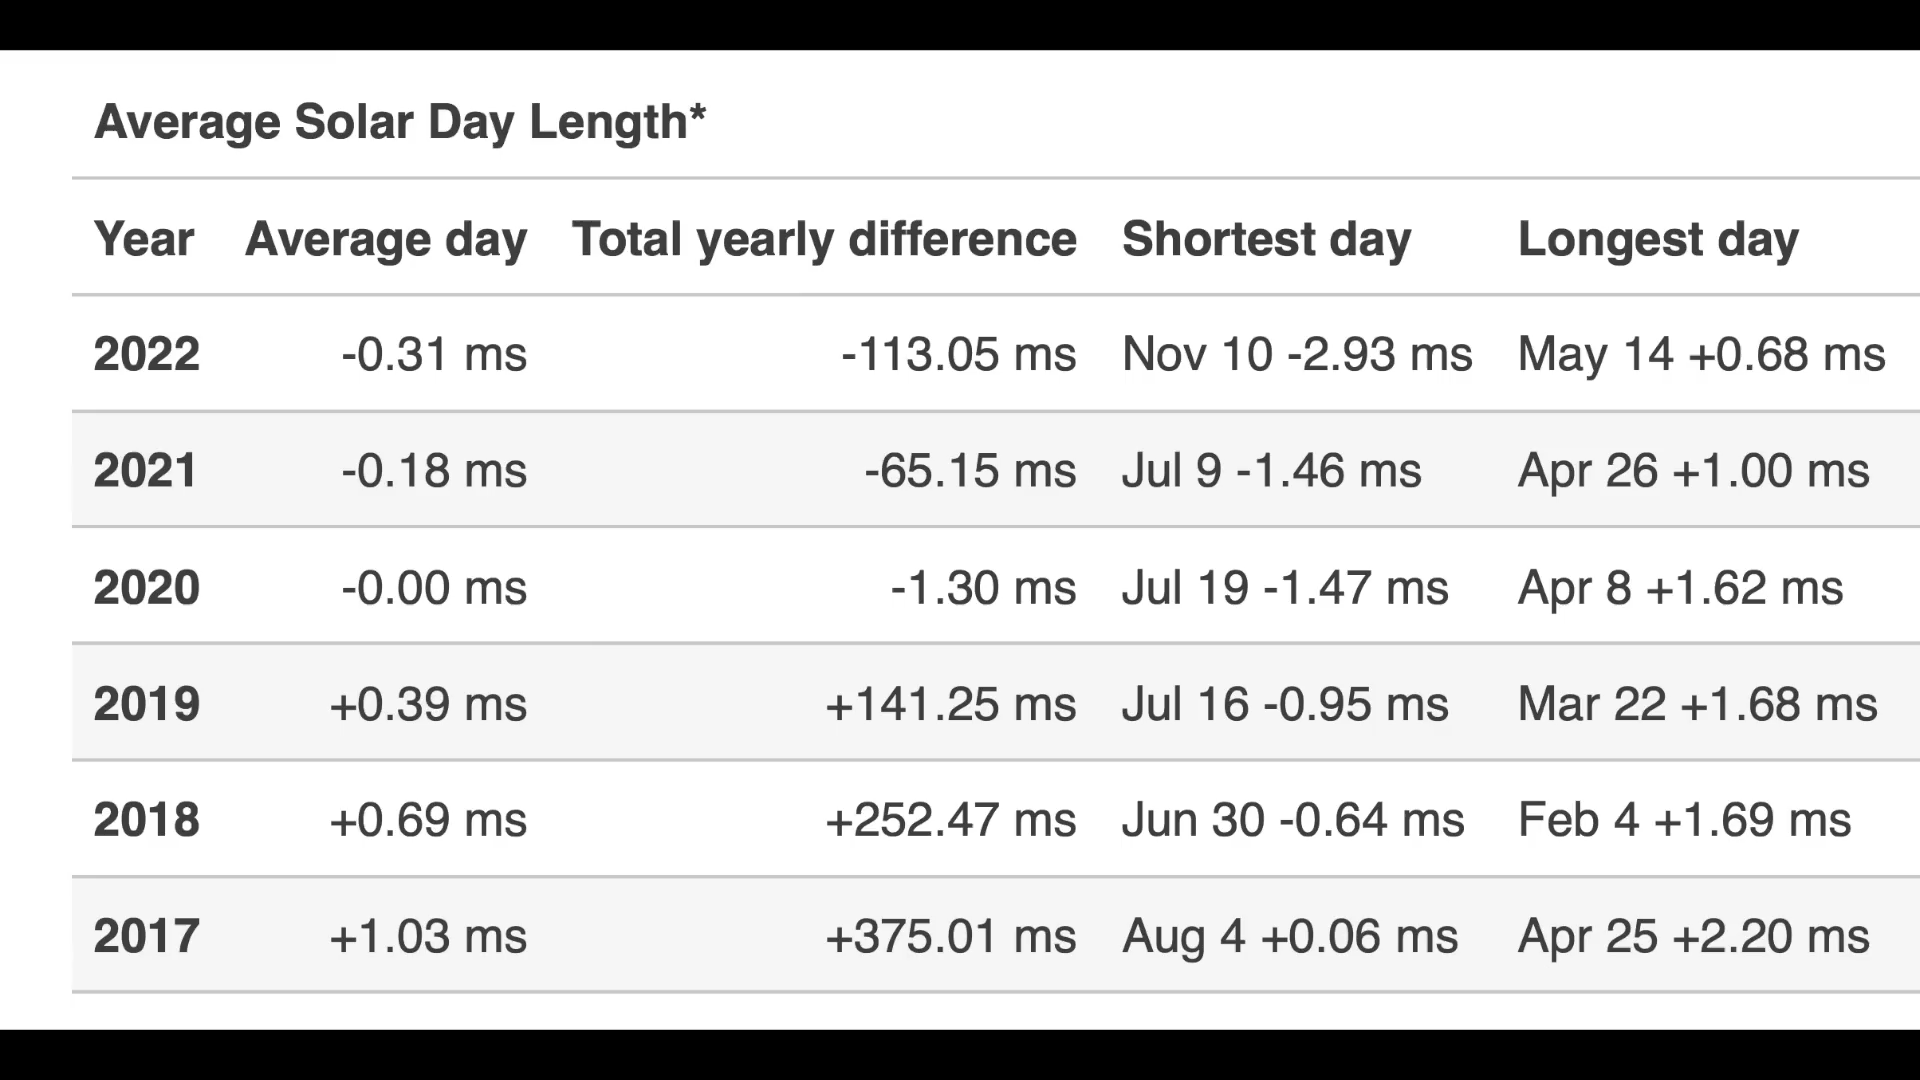 Average Solar Day Length*
Year Average day Total yearly difference Shortest day Longest day
2022 -0.31 ms -113.05 ms Nov 10 -2.93 ms May 14 +0.68 ms
2021 -0.18 ms -65.15 ms Jul 9 -1.46 ms Apr 26 +1.00 ms
2020 -0.00 ms -1.30 ms Jul 19 -1.47 ms Apr 8 +1.62 ms
2019 +0.39 ms +141.25 ms Jul 16 -0.95 ms Mar 22 +1.68 ms
2018 +0.69 ms +252.47 ms Jun 30 -0.64 ms Feb 4 +1.69 ms
2017 +1.03 ms +375.01 ms Aug 4 +0.06 ms Apr 25 +2.20 ms